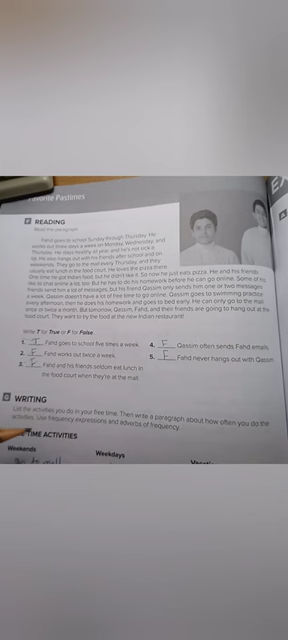 Favorite Pastimes
F READING
Read the paragraph.
Fahd goes to school Sunday through Thursday. He
works out three days a week on Monday, Wednesday, and
Thursday. He stays healthy all year, and he's not sick a
lot. He also hangs out with his friends after school and on
weekends. They go to the mall every Thursday, and they
usually eat lunch in the food court. He loves the pizza there.
One time he got Indian food, but he didn't like it. So now he just eats pizza. He and his friends
like to chat online a lot, too. But he has to do his homework before he can go online. Some of his
friends send him a lot of messages, but his friend Qassim only sends him one or two messages
a week. Qassim doesn't have a lot of free time to go online. Qassim goes to swimming practice
every afternoon, then he does his homework and goes to bed early. He can only go to the mall
once or twice a month. But tomorrow, Qassim, Fahd, and their friends are going to hang out at the
food court. They want to try the food at the new Indian restaurant!
Write T for True or F for False.
1. T Fahd goes to school five times a week.
2. F Fahd works out twice a week.
3. F Fahd and his friends seldom eat lunch in
the food court when they're at the mall.
4. F Qassim often sends Fahd emails.
5. F Fahd never hangs out with Qassim.
G WRITING
List the activities you do in your free time. Then write a paragraph about how often you do the
activities. Use frequency expressions and adverbs of frequency.
TIME ACTIVITIES
Weekends
Weekdays
go to mall